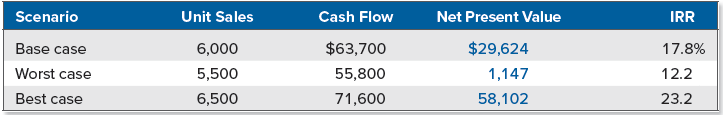 Scenario Unit Sales Cash Flow Net Present Value IRR
Base case 6,000 $63,700 $29,624 17.8%
Worst case 5,500 55,800 1,147 12.2
Best case 6,500 71,600 58,102 23.2